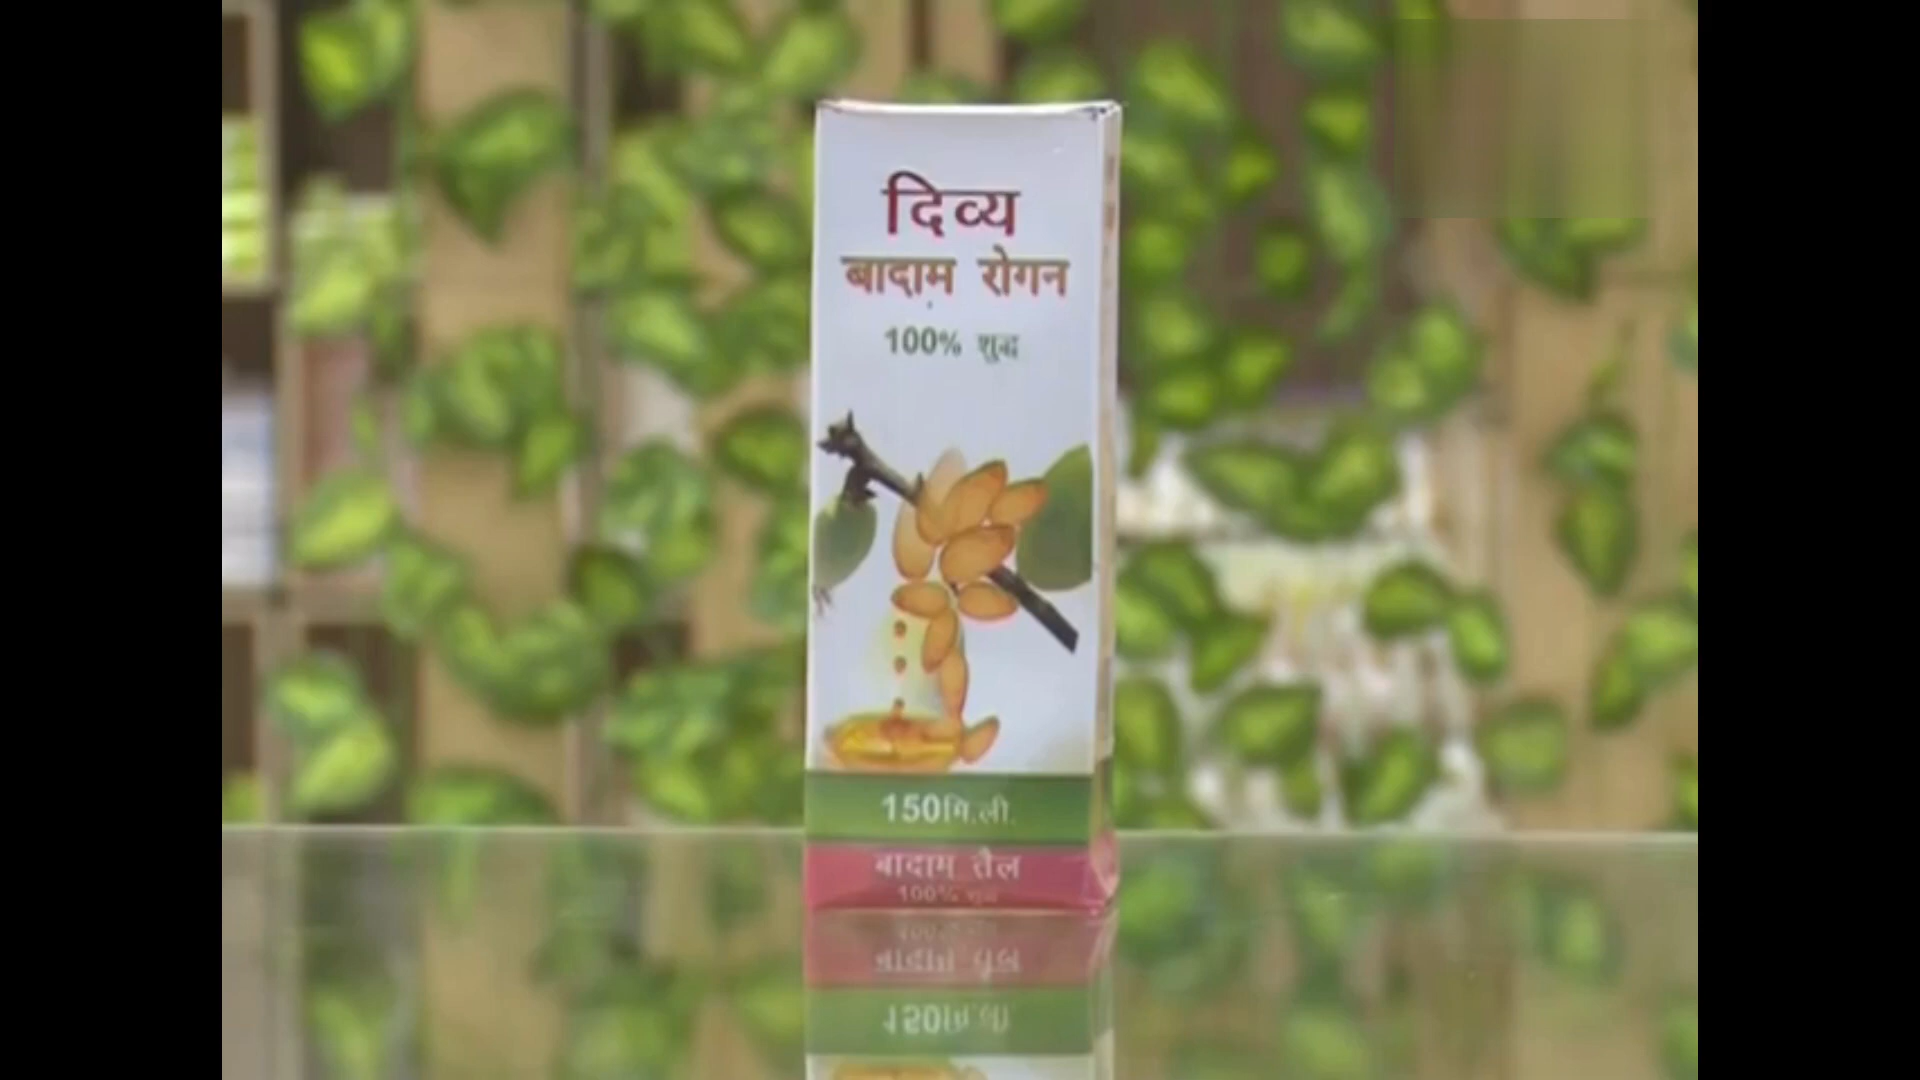 दिव्य
बादाम रोगन
100% शुद्ध
150मि.ली.
बादाम तैल
100% शुद्ध